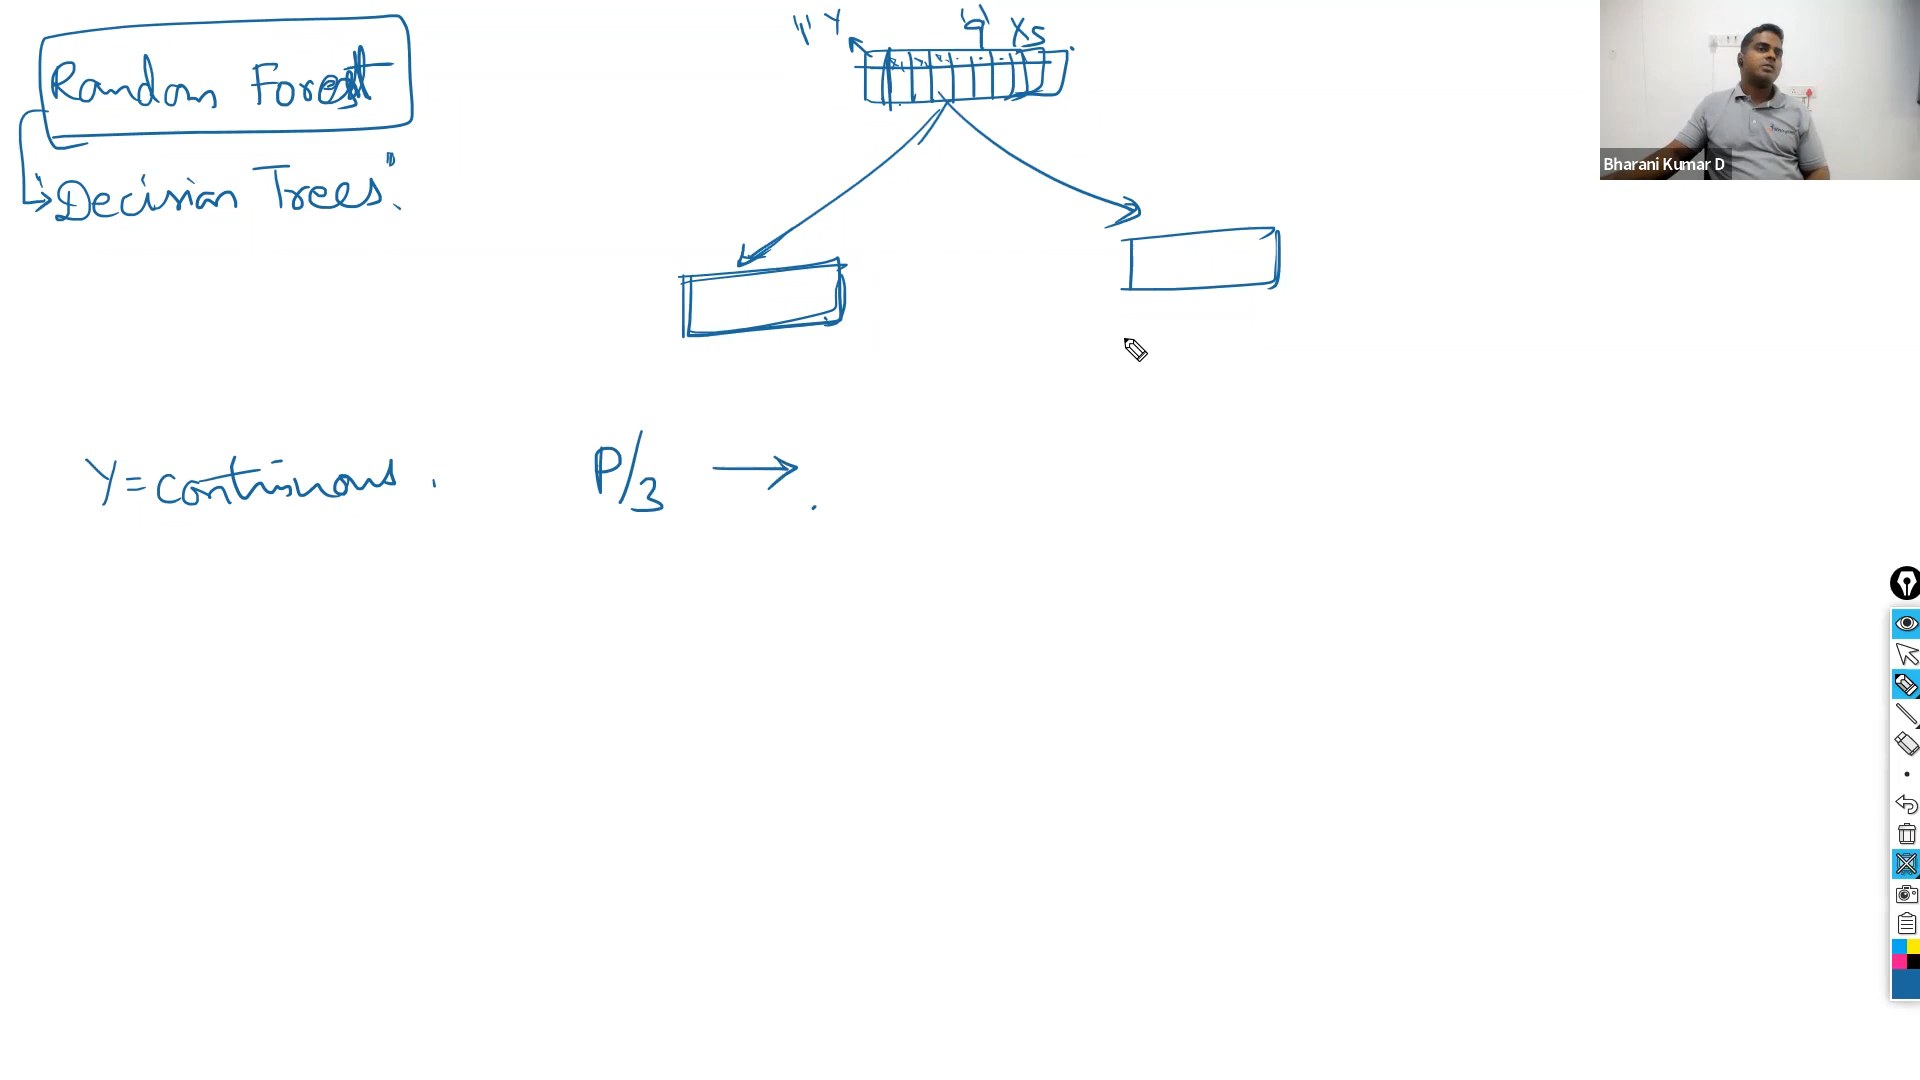 "1" Y "9" Xs
Random Forest
"Decision Trees".
Y = continuous.
P/3 →
Bharani Kumar D